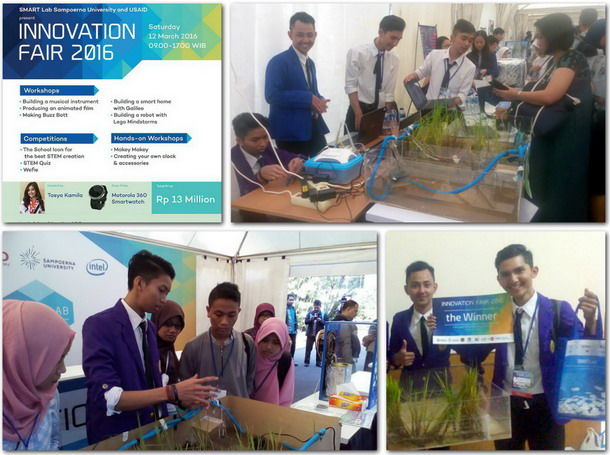 SMART Lab Sampoerna University and USAID
present
INNOVATION
FAIR 2016
Saturday
12 March 2016
09.00-17.00 WIB
Workshops
• Building a musical instrument
• Producing an animated film
• Making Buzz Bott
• Building a smart home
with Galileo
• Building a robot with
Lego Mindstorms
Competitions
• The School Icon for
the best STEM creation
• STEM Quiz
• Wefie
Hands-on Workshops
• Makey Makey
• Creating your own clock
& accessories
Tasya Kamila
Motorola 360
Smartwatch
Rp 13 Million
SAMPOERNA
UNIVERSITY
intel
LAB
INNOVATION FAIR 2016
the Winner